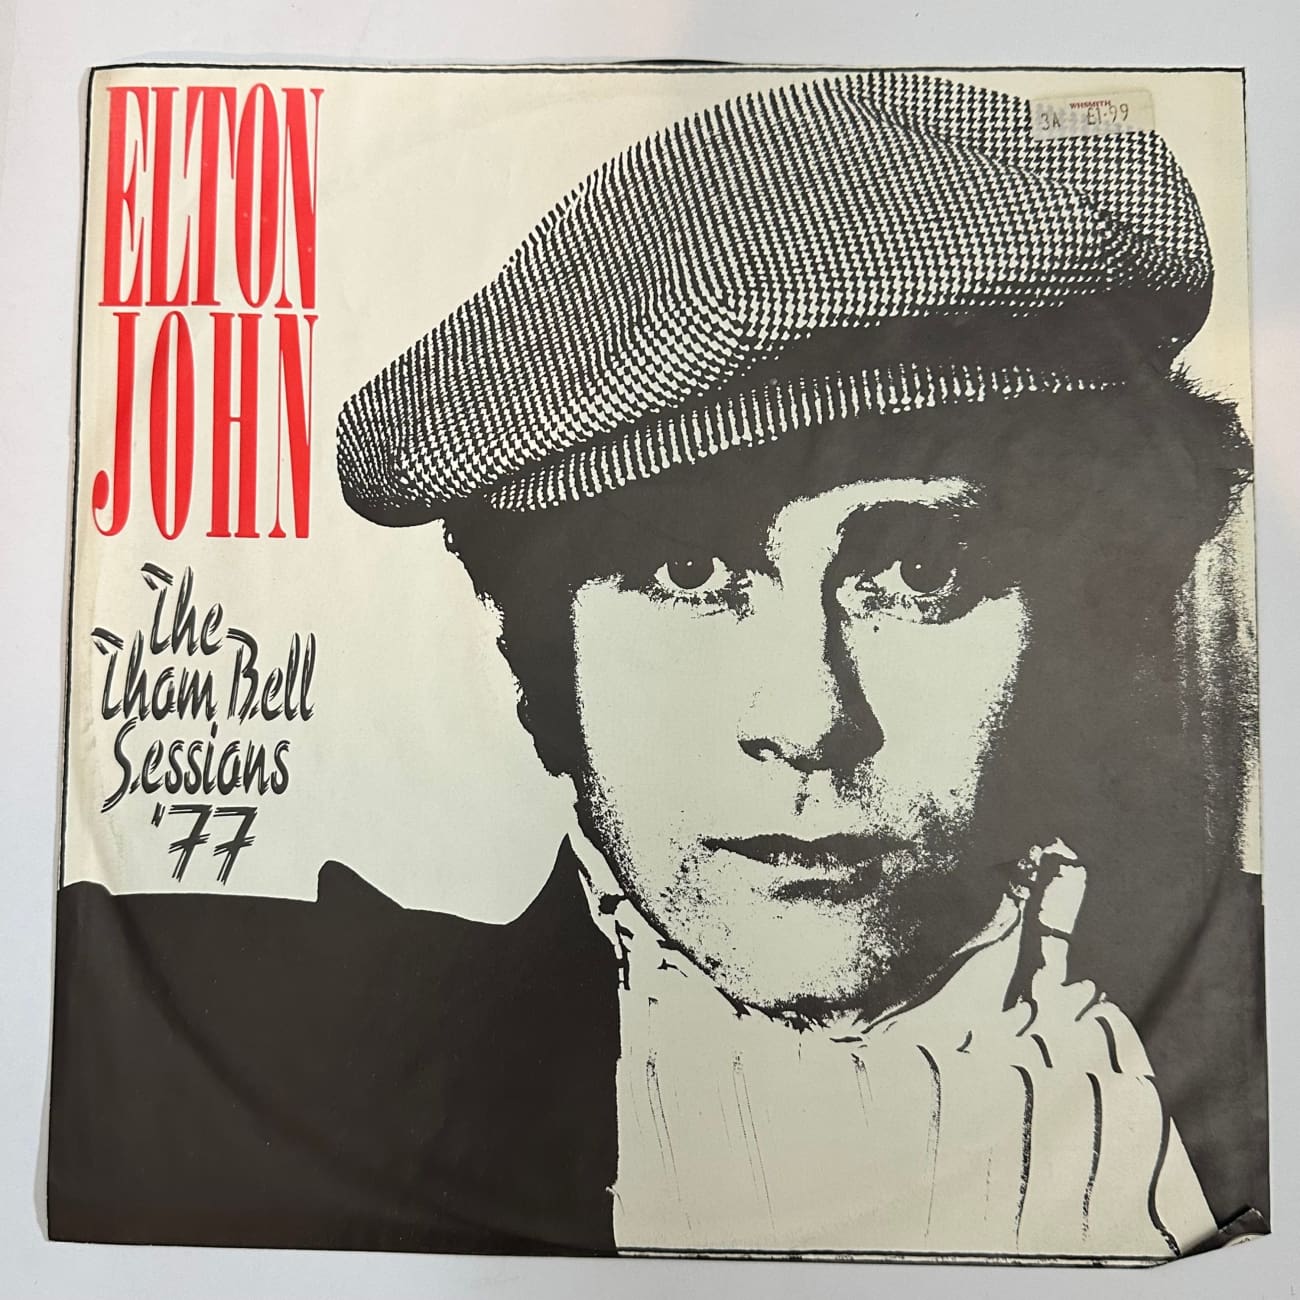 WHSMITH
3A £1·99
ELTON
JOHN
The
Thom Bell
Sessions
'77